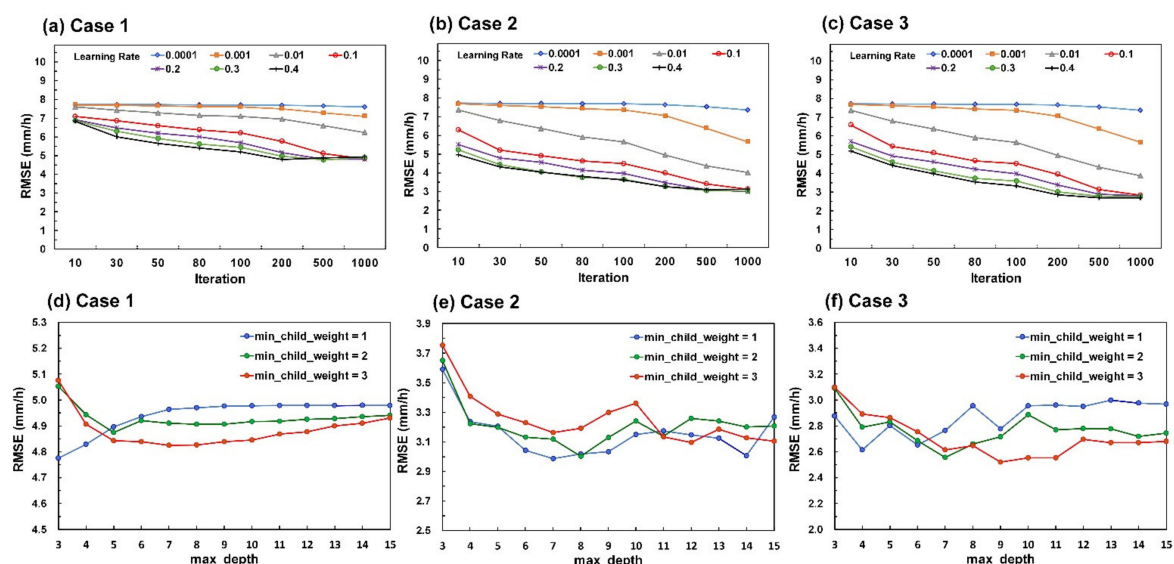 (a) Case 1
Learning Rate 0.0001 0.001 0.01 0.1
0.2 0.3 0.4
10
9
8
7
6
5
4
3
2
1
0
RMSE (mm/h)
10 30 50 80 100 200 500 1000
Iteration
(b) Case 2
Learning Rate 0.0001 0.001 0.01 0.1
0.2 0.3 0.4
10
9
8
7
6
5
4
3
2
1
0
RMSE (mm/h)
10 30 50 80 100 200 500 1000
Iteration
(c) Case 3
Learning Rate 0.0001 0.001 0.01 0.1
0.2 0.3 0.4
10
9
8
7
6
5
4
3
2
1
0
RMSE (mm/h)
10 30 50 80 100 200 500 1000
Iteration
(d) Case 1
min_child_weight = 1
min_child_weight = 2
min_child_weight = 3
5.3
5.2
5.1
5.0
4.9
4.8
4.7
4.6
4.5
RMSE (mm/h)
3 4 5 6 7 8 9 10 11 12 13 14 15
max_depth
(e) Case 2
min_child_weight = 1
min_child_weight = 2
min_child_weight = 3
3.9
3.7
3.5
3.3
3.1
2.9
2.7
2.5
RMSE (mm/h)
3 4 5 6 7 8 9 10 11 12 13 14 15
max_depth
(f) Case 3
min_child_weight = 1
min_child_weight = 2
min_child_weight = 3
3.6
3.4
3.2
3.0
2.8
2.6
2.4
2.2
2.0
RMSE (mm/h)
3 4 5 6 7 8 9 10 11 12 13 14 15
max_depth